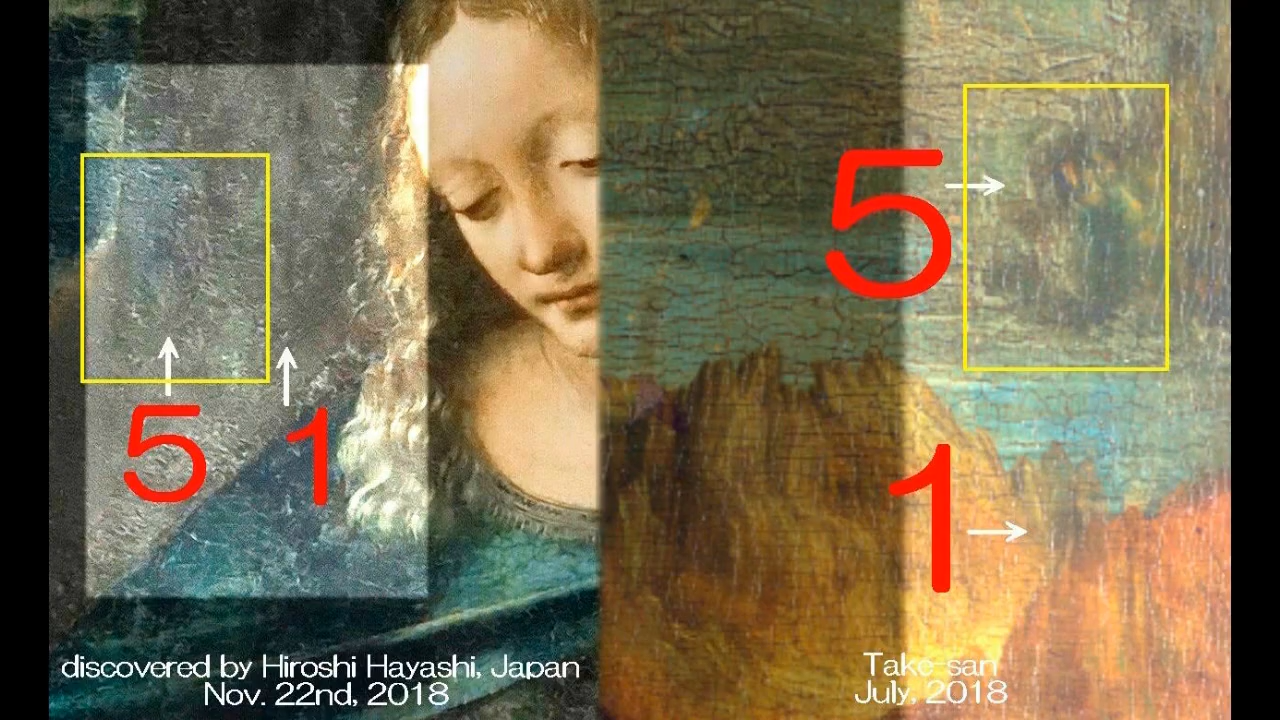 5 1
discovered by Hiroshi Hayashi, Japan
Nov. 22nd, 2018
5
1
Take-san
July, 2018